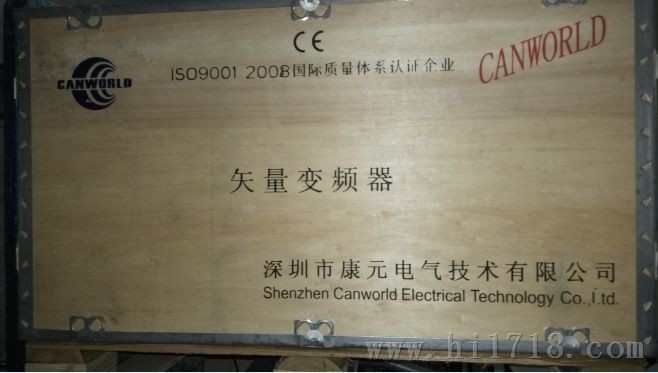 CE
CANWORLD
CANWORLD
ISO9001 2008国际质量体系认证企业
矢量变频器
深圳市康元电气技术有限公司
Shenzhen Canworld Electrical Technology Co.,Ltd.
www.hi1718.com